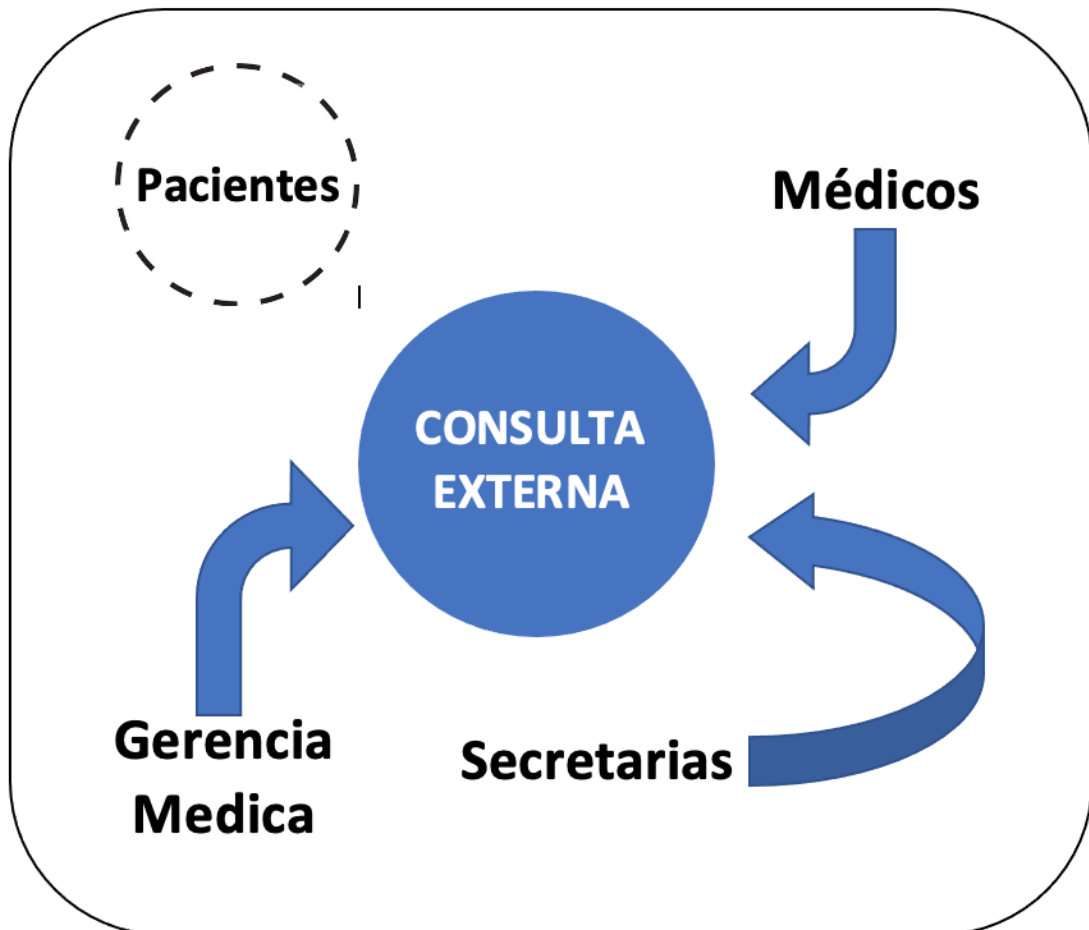 Pacientes
Médicos
CONSULTA
EXTERNA
Gerencia
Medica
Secretarias